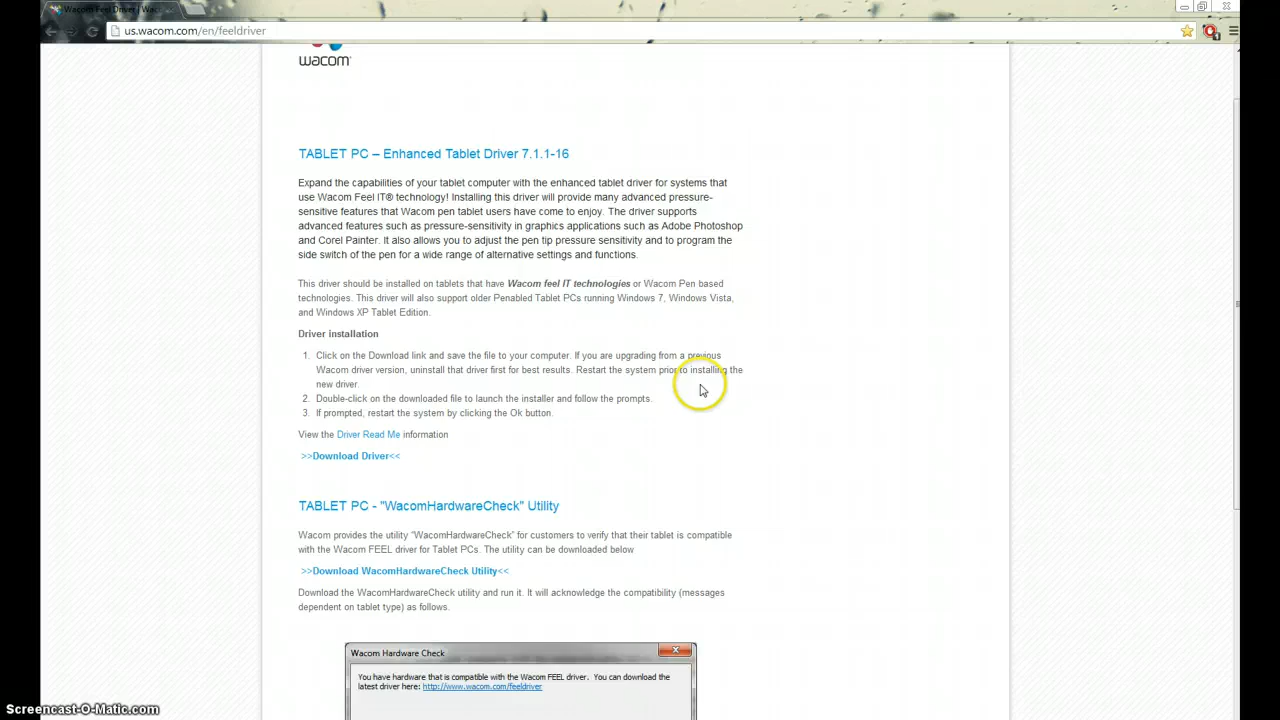 Wacom Feel Driver | Waco
us.wacom.com/en/feeldriver
wacom
TABLET PC – Enhanced Tablet Driver 7.1.1-16
Expand the capabilities of your tablet computer with the enhanced tablet driver for systems that
use Wacom Feel IT® technology! Installing this driver will provide many advanced pressure-
sensitive features that Wacom pen tablet users have come to enjoy. The driver supports
advanced features such as pressure-sensitivity in graphics applications such as Adobe Photoshop
and Corel Painter. It also allows you to adjust the pen tip pressure sensitivity and to program the
side switch of the pen for a wide range of alternative settings and functions.
This driver should be installed on tablets that have Wacom feel IT technologies or Wacom Pen based
technologies. This driver will also support older Penabled Tablet PCs running Windows 7, Windows Vista,
and Windows XP Tablet Edition.
Driver installation
1. Click on the Download link and save the file to your computer. If you are upgrading from a previous
Wacom driver version, uninstall that driver first for best results. Restart the system prior to installing the
new driver.
2. Double-click on the downloaded file to launch the installer and follow the prompts.
3. If prompted, restart the system by clicking the Ok button.
View the Driver Read Me information
>>Download Driver<<
TABLET PC - "WacomHardwareCheck" Utility
Wacom provides the utility "WacomHardwareCheck" for customers to verify that their tablet is compatible
with the Wacom FEEL driver for Tablet PCs. The utility can be downloaded below
>>Download WacomHardwareCheck Utility<<
Download the WacomHardwareCheck utility and run it. It will acknowledge the compatibility (messages
dependent on tablet type) as follows.
Wacom Hardware Check
You have hardware that is compatible with the Wacom FEEL driver. You can download the
latest driver here: http://www.wacom.com/feeldriver
Screencast-O-Matic.com